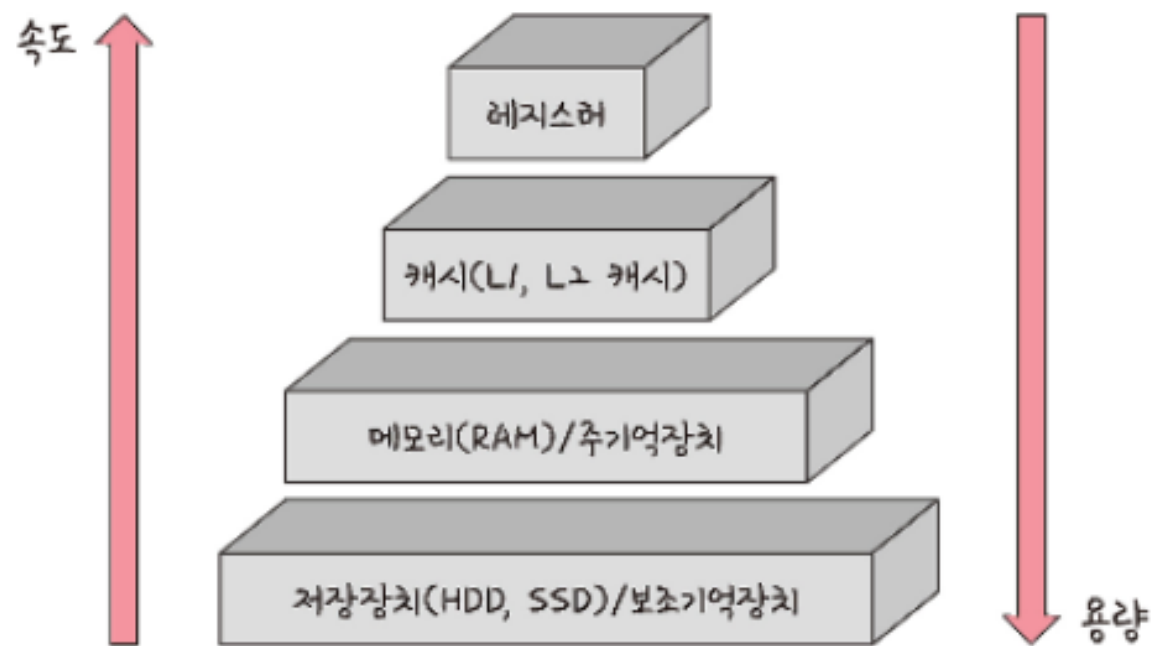 속도
레지스터
캐시(L1, L2 캐시)
메모리(RAM)/주기억장치
저장장치(HDD, SSD)/보조기억장치
용량